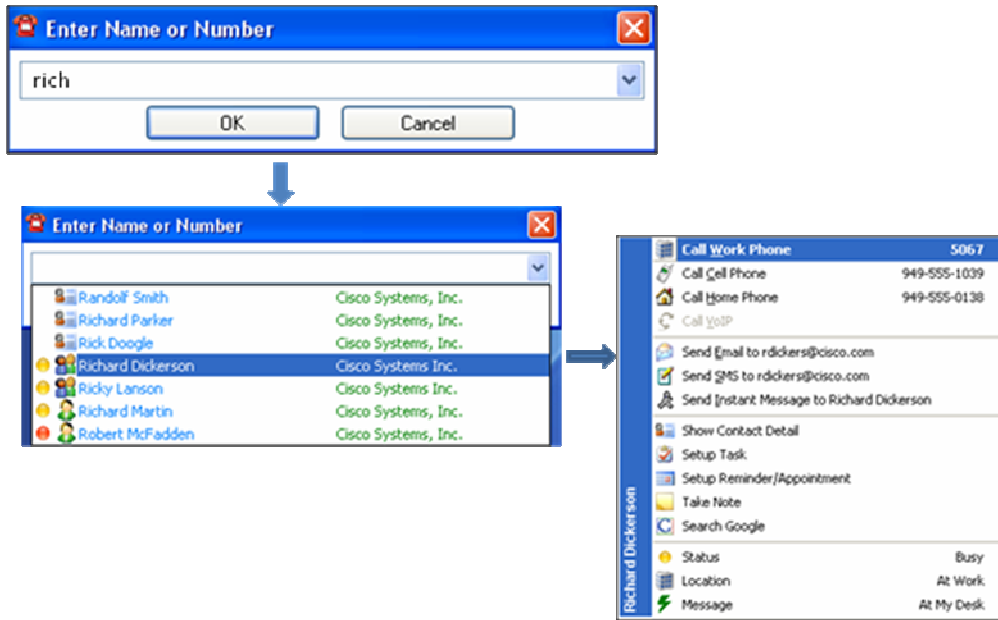 Enter Name or Number
rich
OK Cancel
Enter Name or Number
Randolf Smith Cisco Systems, Inc.
Richard Parker Cisco Systems, Inc.
Rick Doogle Cisco Systems, Inc.
Richard Dickerson Cisco Systems Inc.
Ricky Lanson Cisco Systems, Inc.
Richard Martin Cisco Systems, Inc.
Robert McFadden Cisco Systems, Inc.
Richard Dickerson
Call Work Phone 5067
Call Cell Phone 949-555-1039
Call Home Phone 949-555-0138
Call VoIP
Send Email to rdickers@cisco.com
Send SMS to rdickers@cisco.com
Send Instant Message to Richard Dickerson
Show Contact Detail
Setup Task
Setup Reminder/Appointment
Take Note
Search Google
Status Busy
Location At Work
Message At My Desk